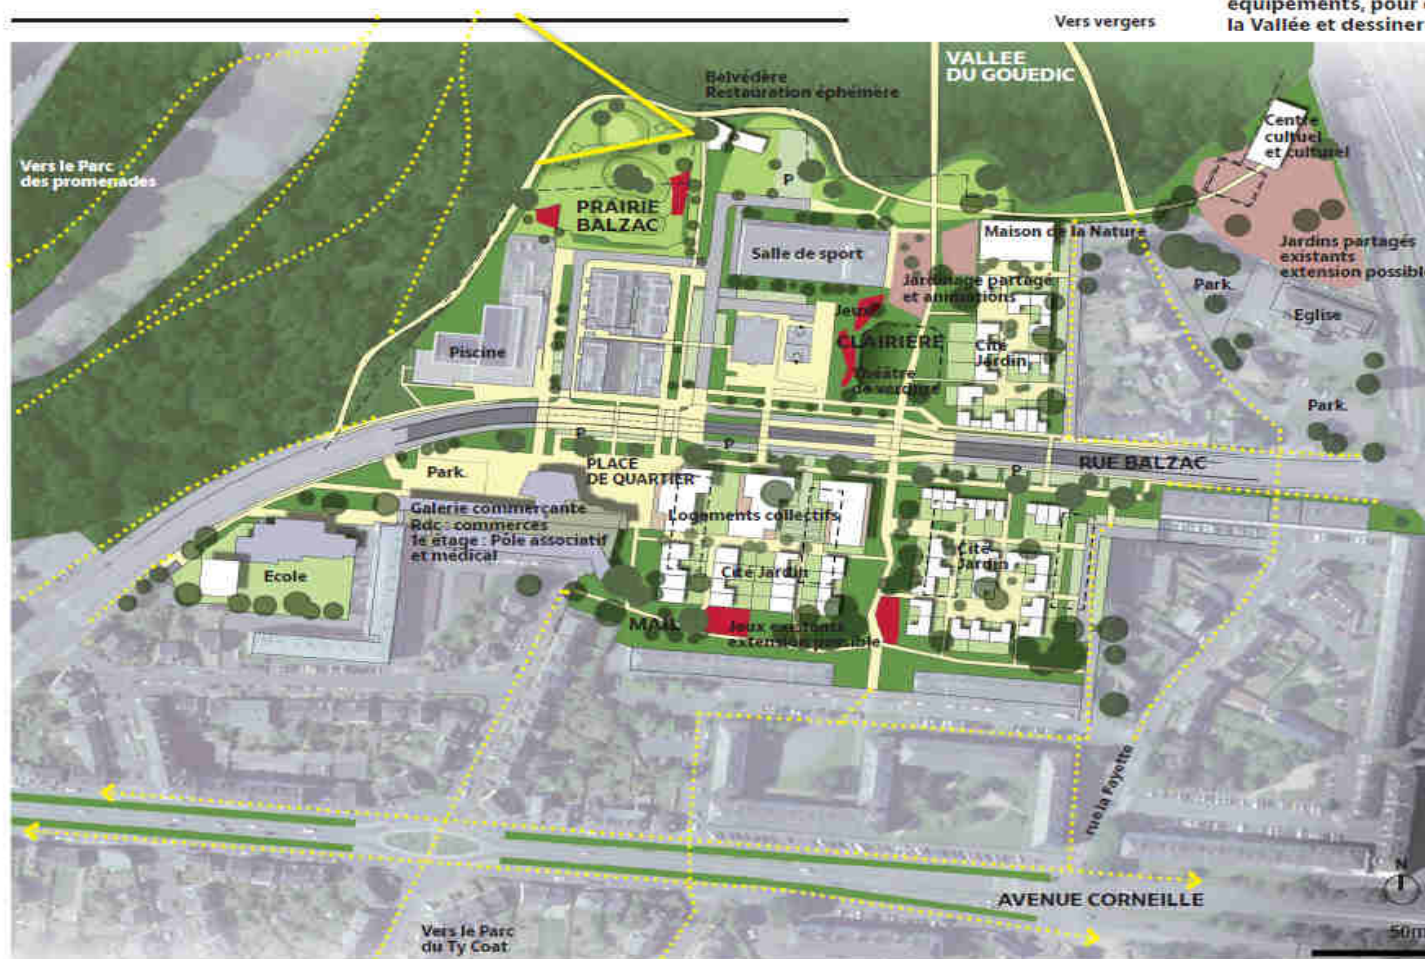 équipements, pour
la Vallée et dessiner
Vers vergers
VALLEE
DU GOUEDIC
Belvédère
Restauration éphémère
Centre
cultuel
et culturel
Vers le Parc
des promenades
P
PRAIRIE
BALZAC
Maison de la Nature
Salle de sport
Jardins partagés
existants
extension possible
Jardinage partagé
et animations
Park.
Jeux
Eglise
CLAIRIERE
Piscine
Cité
Jardin
Théâtre
de verdure
Park.
P
P
PLACE
DE QUARTIER
Park.
P
RUE BALZAC
Galerie commerçante
Rdc : commerces
1e étage : Pôle associatif
et médical
Logements collectifs
Cité
Jardin
Ecole
Cité Jardin
MAIL
Jeux existants
extension possible
rue la Fayette
N
AVENUE CORNEILLE
Vers le Parc
du Ty Coat
50m